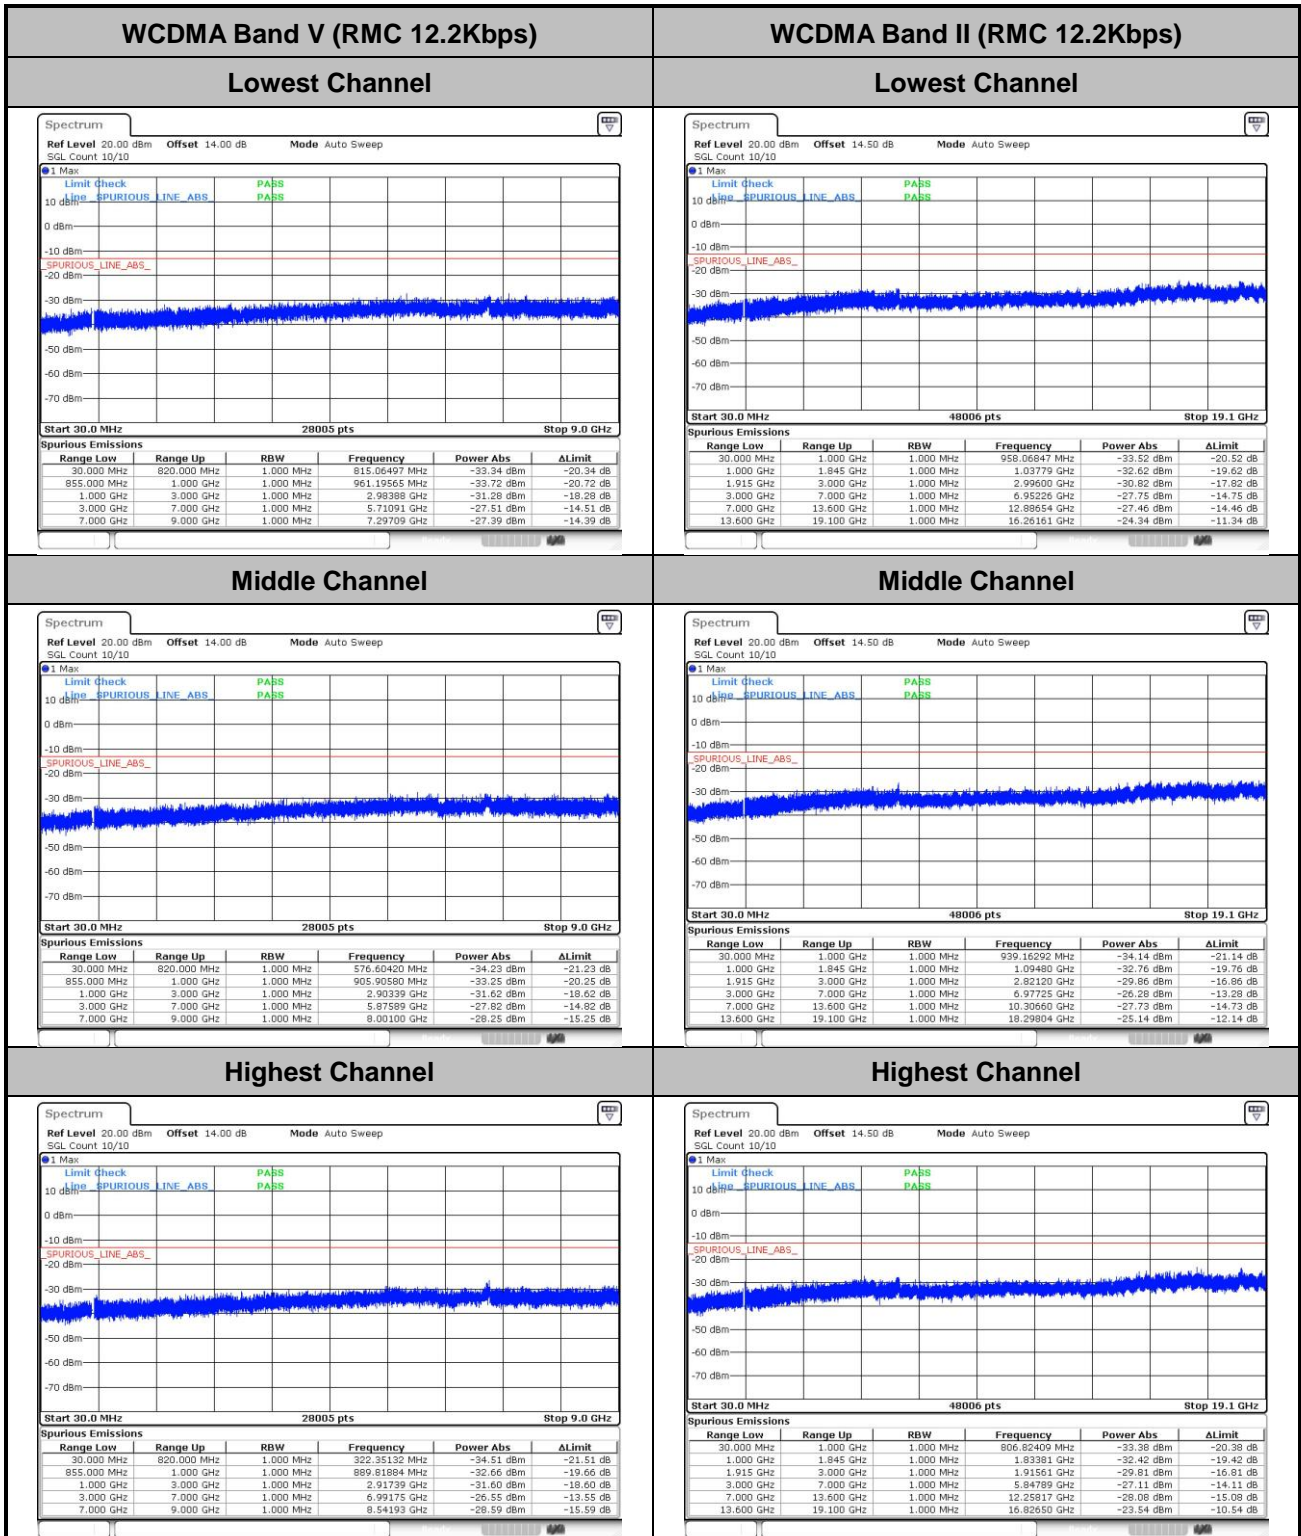 WCDMA Band V (RMC 12.2Kbps) WCDMA Band II (RMC 12.2Kbps)
Lowest Channel Lowest Channel
Spectrum
Ref Level 20.00 dBm Offset 14.00 dB Mode Auto Sweep
SGL Count 10/10
1 Max
Limit Check PASS
10 dBm Line _SPURIOUS_LINE_ABS_ PASS
0 dBm
-10 dBm
_SPURIOUS_LINE_ABS_
-20 dBm
-30 dBm
-50 dBm
-60 dBm
-70 dBm
Start 30.0 MHz 28005 pts Stop 9.0 GHz
Spurious Emissions
Range Low Range Up RBW Frequency Power Abs ΔLimit
30.000 MHz 820.000 MHz 1.000 MHz 815.06497 MHz -33.34 dBm -20.34 dB
855.000 MHz 1.000 GHz 1.000 MHz 961.19565 MHz -33.72 dBm -20.72 dB
1.000 GHz 3.000 GHz 1.000 MHz 2.98388 GHz -31.28 dBm -18.28 dB
3.000 GHz 7.000 GHz 1.000 MHz 5.71091 GHz -27.51 dBm -14.51 dB
7.000 GHz 9.000 GHz 1.000 MHz 7.29709 GHz -27.39 dBm -14.39 dB
Spectrum
Ref Level 20.00 dBm Offset 14.50 dB Mode Auto Sweep
SGL Count 10/10
1 Max
Limit Check PASS
10 dBm Line _SPURIOUS_LINE_ABS_ PASS
0 dBm
-10 dBm
_SPURIOUS_LINE_ABS_
-20 dBm
-30 dBm
-50 dBm
-60 dBm
-70 dBm
Start 30.0 MHz 48006 pts Stop 19.1 GHz
Spurious Emissions
Range Low Range Up RBW Frequency Power Abs ΔLimit
30.000 MHz 1.000 GHz 1.000 MHz 958.06847 MHz -33.52 dBm -20.52 dB
1.000 GHz 1.845 GHz 1.000 MHz 1.03779 GHz -32.62 dBm -19.62 dB
1.915 GHz 3.000 GHz 1.000 MHz 2.99600 GHz -30.82 dBm -17.82 dB
3.000 GHz 7.000 GHz 1.000 MHz 6.95226 GHz -27.75 dBm -14.75 dB
7.000 GHz 13.600 GHz 1.000 MHz 12.88654 GHz -27.46 dBm -14.46 dB
13.600 GHz 19.100 GHz 1.000 MHz 16.26161 GHz -24.34 dBm -11.34 dB
Middle Channel Middle Channel
Spectrum
Ref Level 20.00 dBm Offset 14.00 dB Mode Auto Sweep
SGL Count 10/10
1 Max
Limit Check PASS
10 dBm Line _SPURIOUS_LINE_ABS_ PASS
0 dBm
-10 dBm
_SPURIOUS_LINE_ABS_
-20 dBm
-30 dBm
-50 dBm
-60 dBm
-70 dBm
Start 30.0 MHz 28005 pts Stop 9.0 GHz
Spurious Emissions
Range Low Range Up RBW Frequency Power Abs ΔLimit
30.000 MHz 820.000 MHz 1.000 MHz 576.60420 MHz -34.23 dBm -21.23 dB
855.000 MHz 1.000 GHz 1.000 MHz 905.90580 MHz -33.25 dBm -20.25 dB
1.000 GHz 3.000 GHz 1.000 MHz 2.90339 GHz -31.62 dBm -18.62 dB
3.000 GHz 7.000 GHz 1.000 MHz 5.87589 GHz -27.82 dBm -14.82 dB
7.000 GHz 9.000 GHz 1.000 MHz 8.00100 GHz -28.25 dBm -15.25 dB
Spectrum
Ref Level 20.00 dBm Offset 14.50 dB Mode Auto Sweep
SGL Count 10/10
1 Max
Limit Check PASS
10 dBm Line _SPURIOUS_LINE_ABS_ PASS
0 dBm
-10 dBm
_SPURIOUS_LINE_ABS_
-20 dBm
-30 dBm
-50 dBm
-60 dBm
-70 dBm
Start 30.0 MHz 48006 pts Stop 19.1 GHz
Spurious Emissions
Range Low Range Up RBW Frequency Power Abs ΔLimit
30.000 MHz 1.000 GHz 1.000 MHz 939.16292 MHz -34.14 dBm -21.14 dB
1.000 GHz 1.845 GHz 1.000 MHz 1.09480 GHz -32.76 dBm -19.76 dB
1.915 GHz 3.000 GHz 1.000 MHz 2.82120 GHz -29.86 dBm -16.86 dB
3.000 GHz 7.000 GHz 1.000 MHz 6.97725 GHz -26.28 dBm -13.28 dB
7.000 GHz 13.600 GHz 1.000 MHz 10.30660 GHz -27.73 dBm -14.73 dB
13.600 GHz 19.100 GHz 1.000 MHz 18.29804 GHz -25.14 dBm -12.14 dB
Highest Channel Highest Channel
Spectrum
Ref Level 20.00 dBm Offset 14.00 dB Mode Auto Sweep
SGL Count 10/10
1 Max
Limit Check PASS
10 dBm Line _SPURIOUS_LINE_ABS_ PASS
0 dBm
-10 dBm
_SPURIOUS_LINE_ABS_
-20 dBm
-30 dBm
-50 dBm
-60 dBm
-70 dBm
Start 30.0 MHz 28005 pts Stop 9.0 GHz
Spurious Emissions
Range Low Range Up RBW Frequency Power Abs ΔLimit
30.000 MHz 820.000 MHz 1.000 MHz 322.35132 MHz -34.51 dBm -21.51 dB
855.000 MHz 1.000 GHz 1.000 MHz 889.81884 MHz -32.66 dBm -19.66 dB
1.000 GHz 3.000 GHz 1.000 MHz 2.91739 GHz -31.60 dBm -18.60 dB
3.000 GHz 7.000 GHz 1.000 MHz 6.99175 GHz -26.55 dBm -13.55 dB
7.000 GHz 9.000 GHz 1.000 MHz 8.54193 GHz -28.59 dBm -15.59 dB
Spectrum
Ref Level 20.00 dBm Offset 14.50 dB Mode Auto Sweep
SGL Count 10/10
1 Max
Limit Check PASS
10 dBm Line _SPURIOUS_LINE_ABS_ PASS
0 dBm
-10 dBm
_SPURIOUS_LINE_ABS_
-20 dBm
-30 dBm
-50 dBm
-60 dBm
-70 dBm
Start 30.0 MHz 48006 pts Stop 19.1 GHz
Spurious Emissions
Range Low Range Up RBW Frequency Power Abs ΔLimit
30.000 MHz 1.000 GHz 1.000 MHz 806.82409 MHz -33.38 dBm -20.38 dB
1.000 GHz 1.845 GHz 1.000 MHz 1.83381 GHz -32.42 dBm -19.42 dB
1.915 GHz 3.000 GHz 1.000 MHz 1.91561 GHz -29.81 dBm -16.81 dB
3.000 GHz 7.000 GHz 1.000 MHz 5.84789 GHz -27.11 dBm -14.11 dB
7.000 GHz 13.600 GHz 1.000 MHz 12.25817 GHz -28.08 dBm -15.08 dB
13.600 GHz 19.100 GHz 1.000 MHz 16.82650 GHz -23.54 dBm -10.54 dB